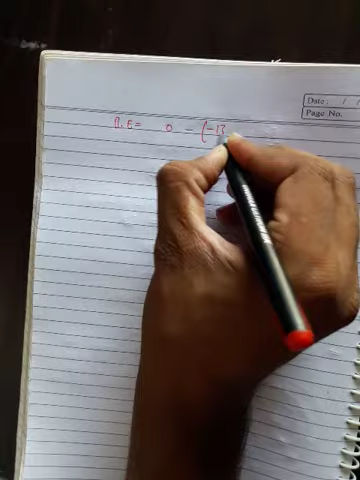 Date: / /
Page No.
B.E = 0 - (-13